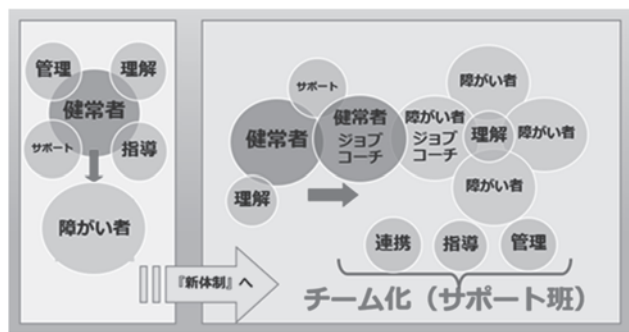 管理
理解
健常者
サポート
指導
障がい者
『新体制』へ
サポート
健常者
理解
健常者
ジョブ
コーチ
障がい者
ジョブ
コーチ
障がい者
理解
障がい者
障がい者
連携
指導
管理
チーム化（サポート班）